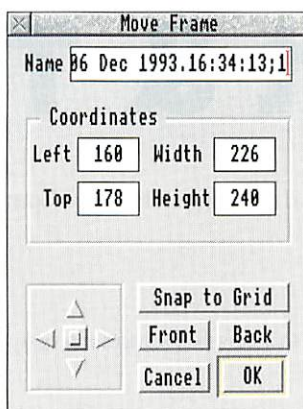 Move Frame
Name 06 Dec 1993.16:34:13;1
Coordinates
Left 160 Width 226
Top 178 Height 240
Snap to Grid
Front Back
Cancel OK